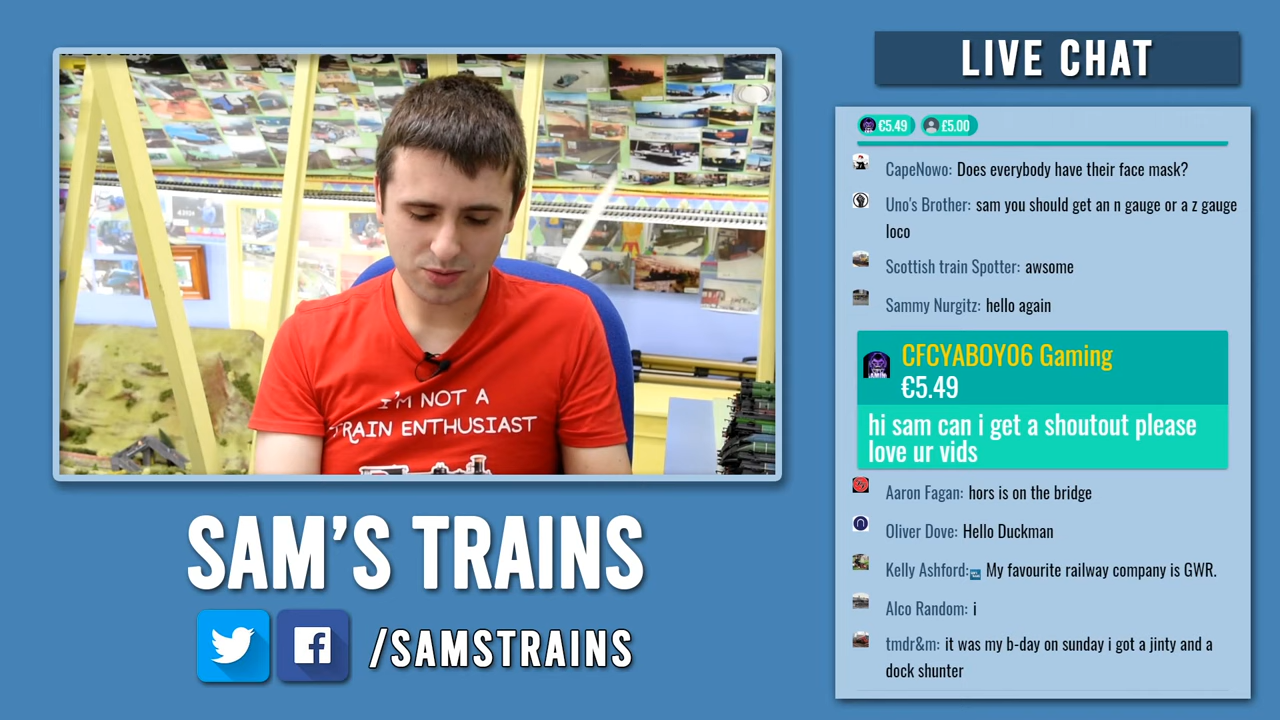 LIVE CHAT
€5.49 £5.00
CapeNowo: Does everybody have their face mask?
Uno's Brother: sam you should get an n gauge or a z gauge
loco
Scottish train Spotter: awsome
Sammy Nurgitz: hello again
CFCYABOY06 Gaming
€5.49
hi sam can i get a shoutout please
love ur vids
Aaron Fagan: hors is on the bridge
Oliver Dove: Hello Duckman
Kelly Ashford: My favourite railway company is GWR.
Alco Random: i
tmdr&m: it was my b-day on sunday i got a jinty and a
dock shunter
I'M NOT A
TRAIN ENTHUSIAST
SAM'S TRAINS
/SAMSTRAINS